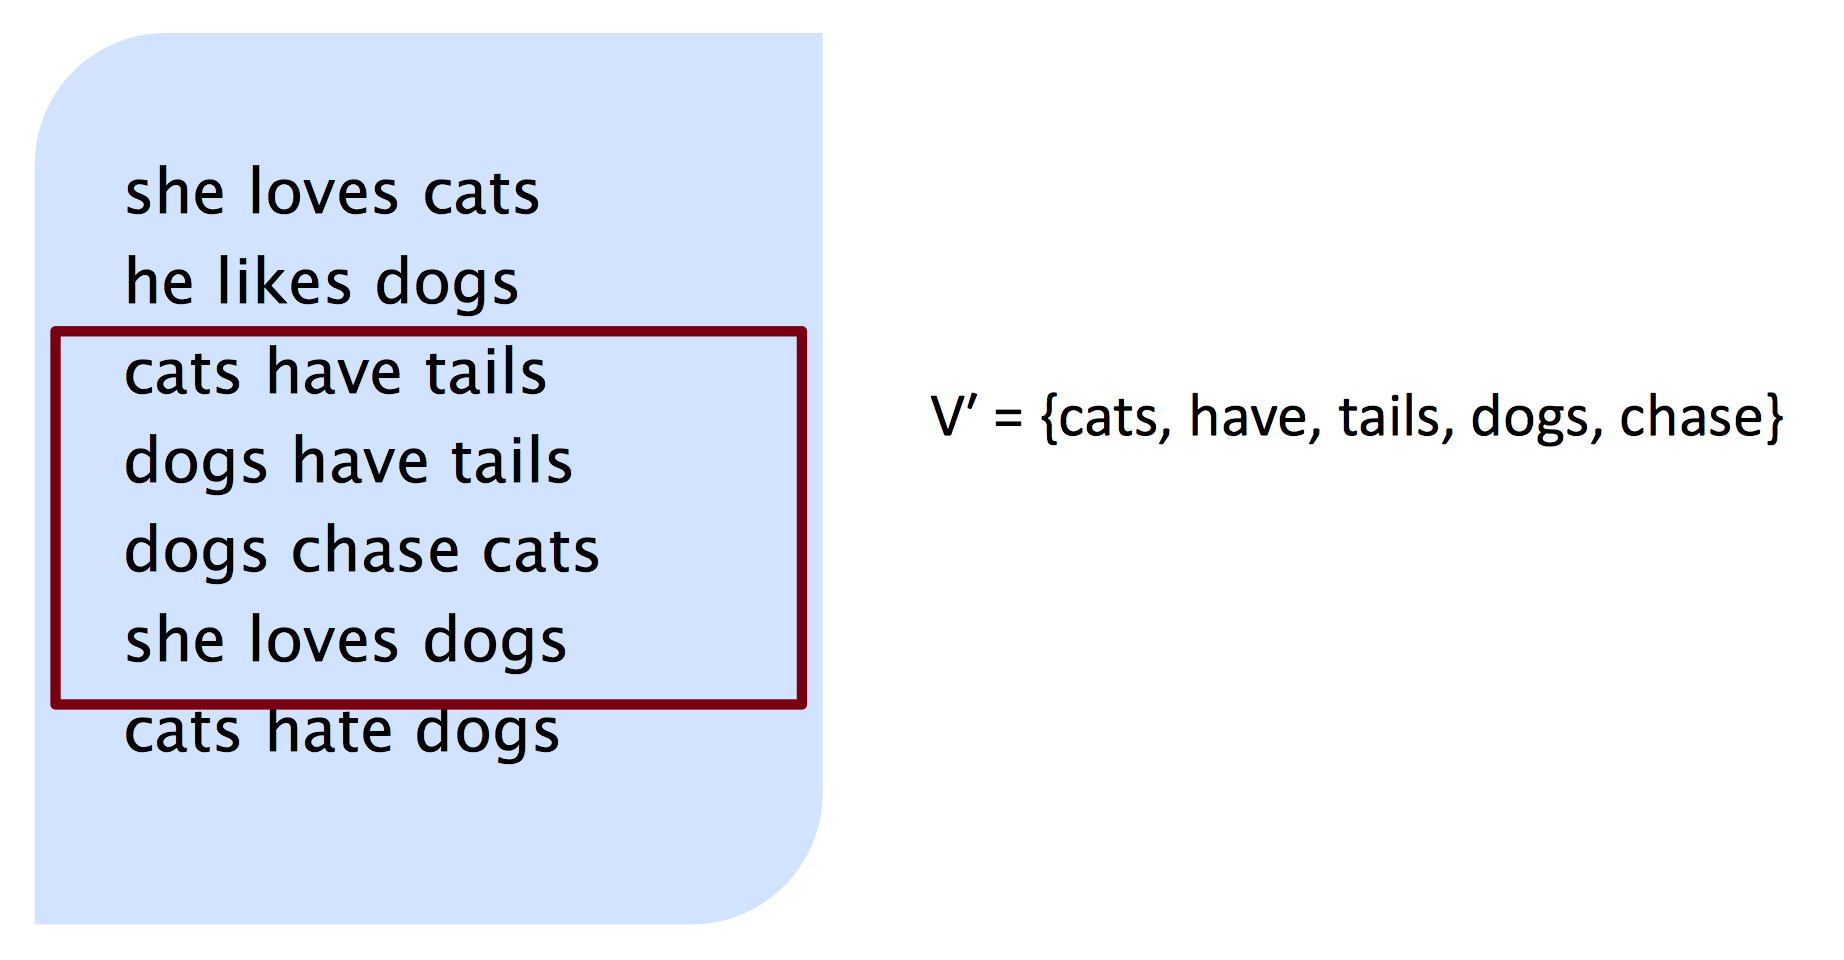 she loves cats
he likes dogs
cats have tails
dogs have tails
dogs chase cats
she loves dogs
cats hate dogs
V′ = {cats, have, tails, dogs, chase}